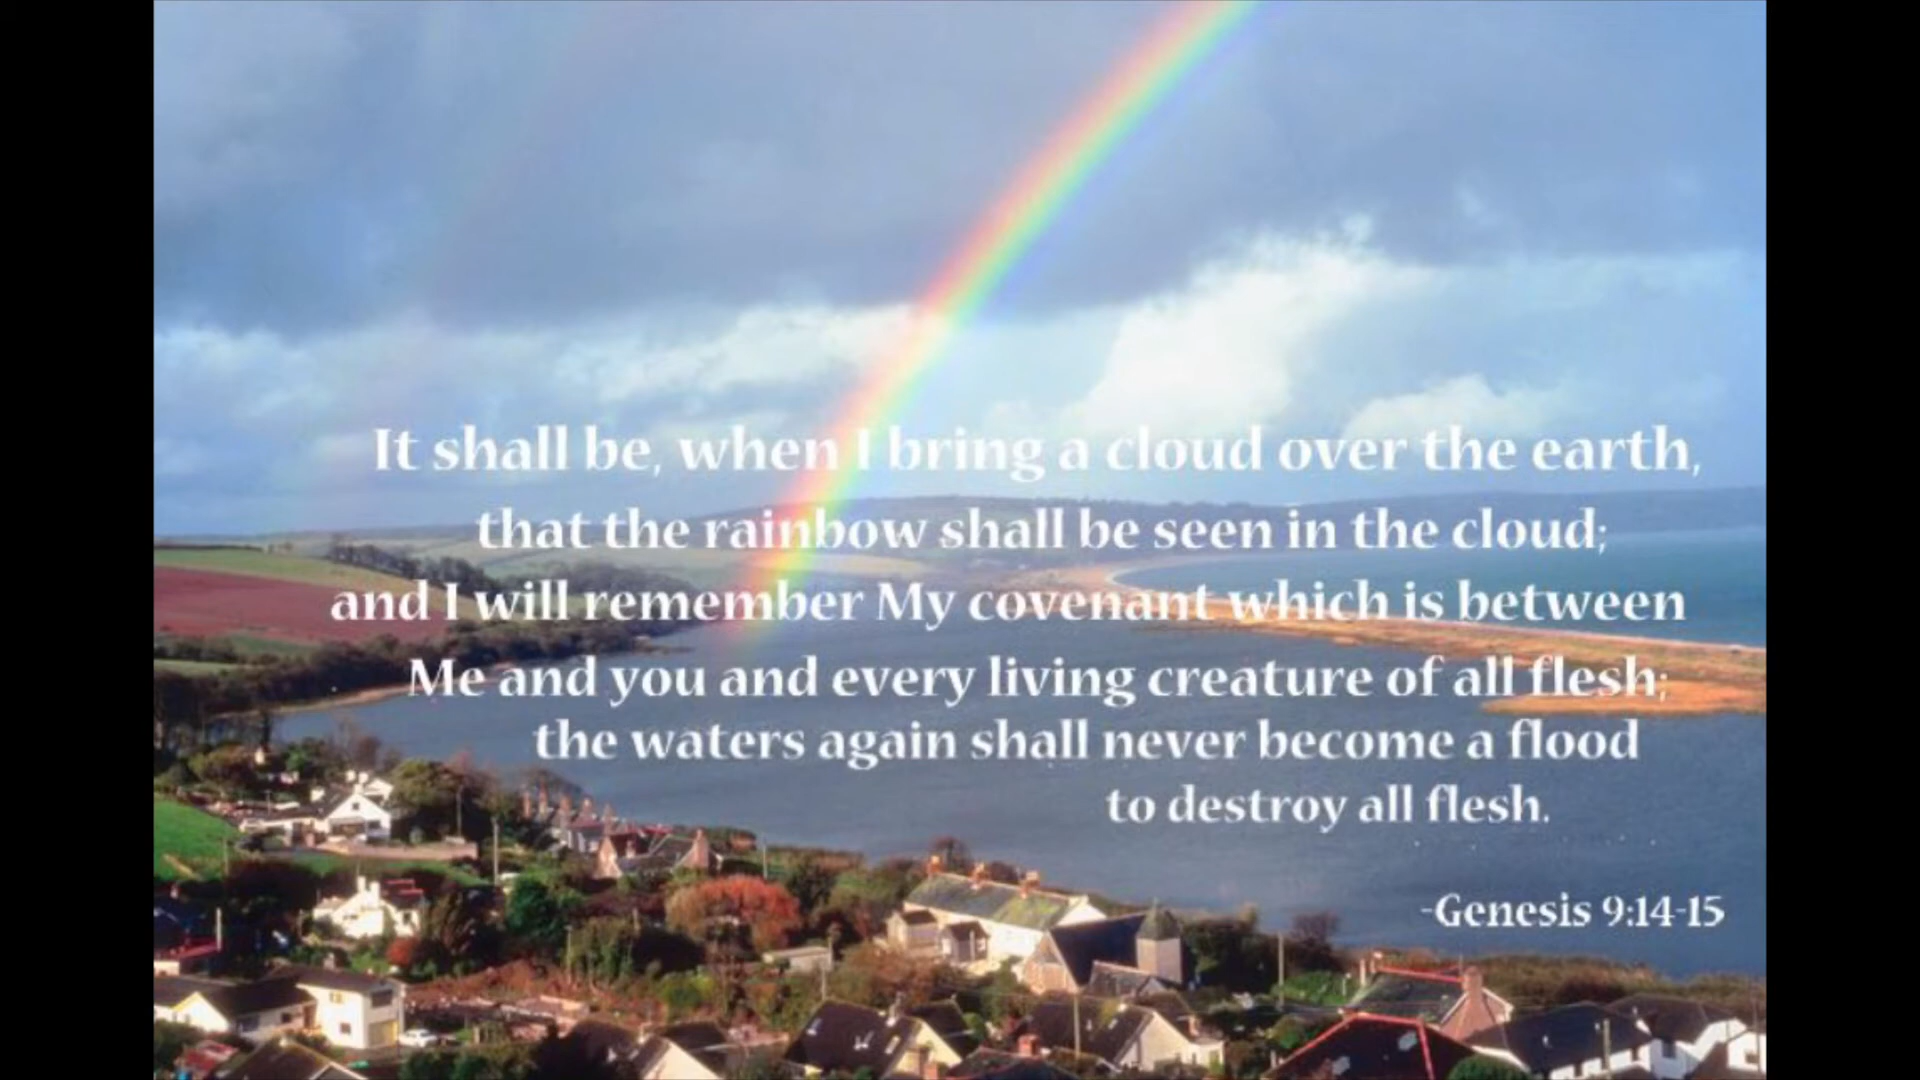 It shall be, when I bring a cloud over the earth,
that the rainbow shall be seen in the cloud;
and I will remember My covenant which is between
Me and you and every living creature of all flesh;
the waters again shall never become a flood
to destroy all flesh.
-Genesis 9:14-15